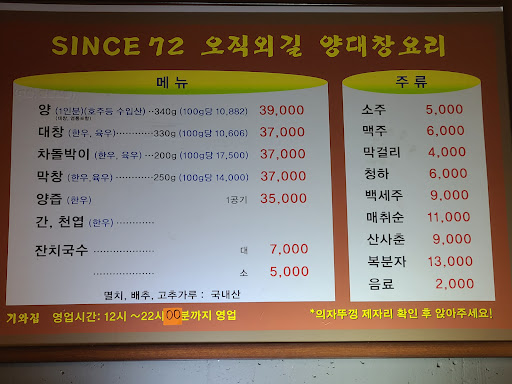 SINCE 72 오직외길 양대창요리
메뉴
양 (1인분)(호주등 수입산) ··340g (100g당 10,882) 39,000
대창 (한우, 육우)············330g (100g당 10,606) 37,000
차돌박이 (한우, 육우) ···200g (100g당 17,500) 37,000
막창 (한우,육우)·············250g (100g당 14,000) 37,000
양즙 (한우) 1공기 35,000
간, 천엽 (한우) ············
잔치국수 ··················· 대 7,000
··················· 소 5,000
멸치, 배추, 고추가루 : 국내산
주류
소주 5,000
맥주 6,000
막걸리 4,000
청하 6,000
백세주 9,000
매취순 11,000
산사춘 9,000
복분자 13,000
음료 2,000
기와집 영업시간: 12시 ~22시00분까지 영업
*의자뚜껑 제자리 확인 후 앉아주세요!